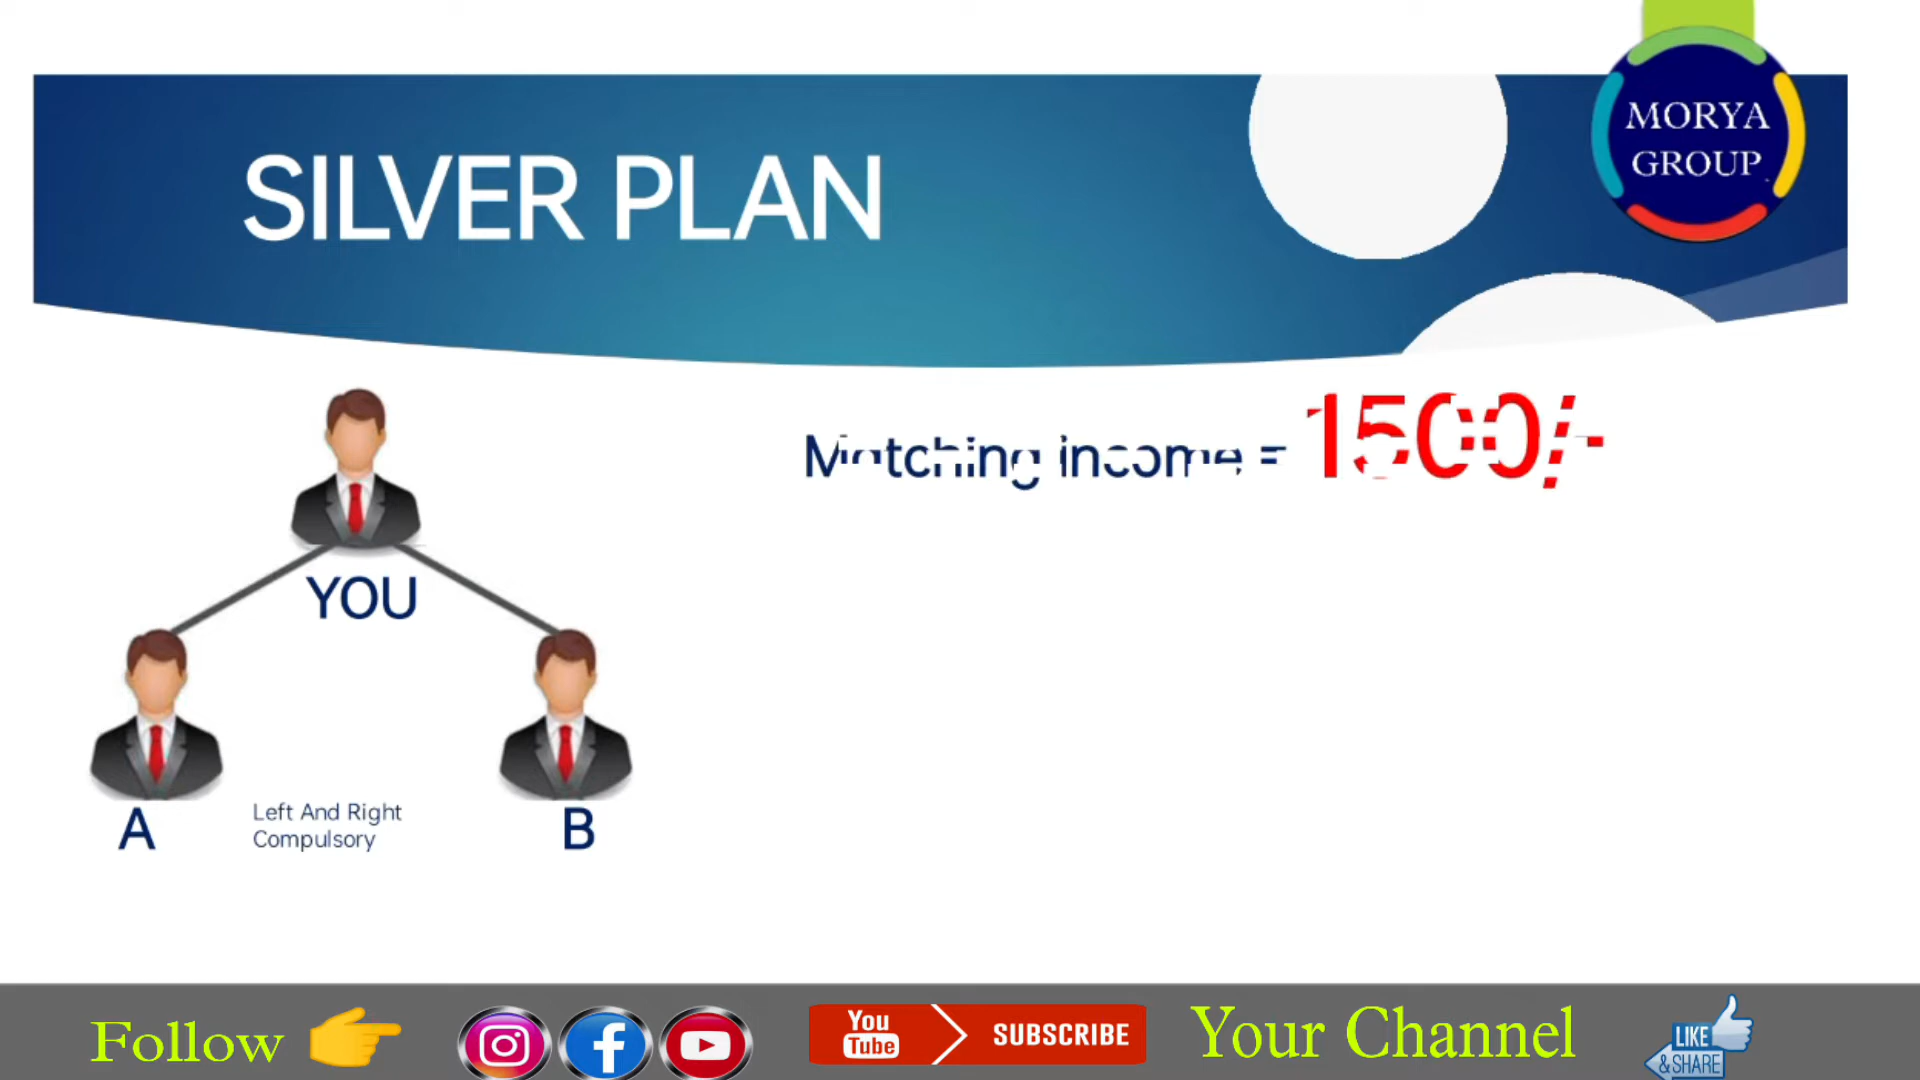 MORYA
GROUP
SILVER PLAN
Matching income = 1500/-
YOU
A
Left And Right
Compulsory
B
Follow
You
Tube
SUBSCRIBE
Your Channel
LIKE
& SHARE